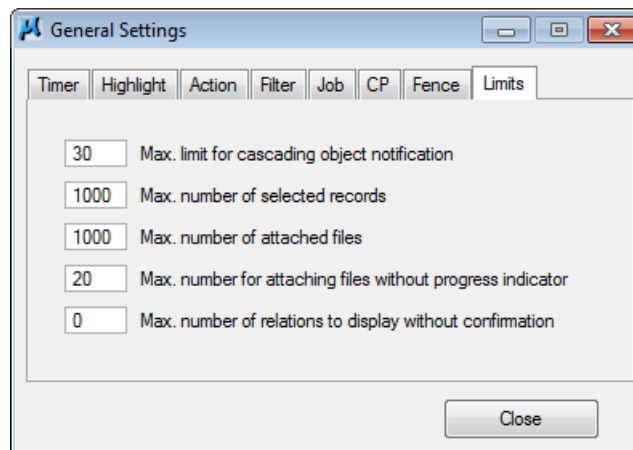 General Settings
Timer Highlight Action Filter Job CP Fence Limits
30 Max. limit for cascading object notification
1000 Max. number of selected records
1000 Max. number of attached files
20 Max. number for attaching files without progress indicator
0 Max. number of relations to display without confirmation
Close